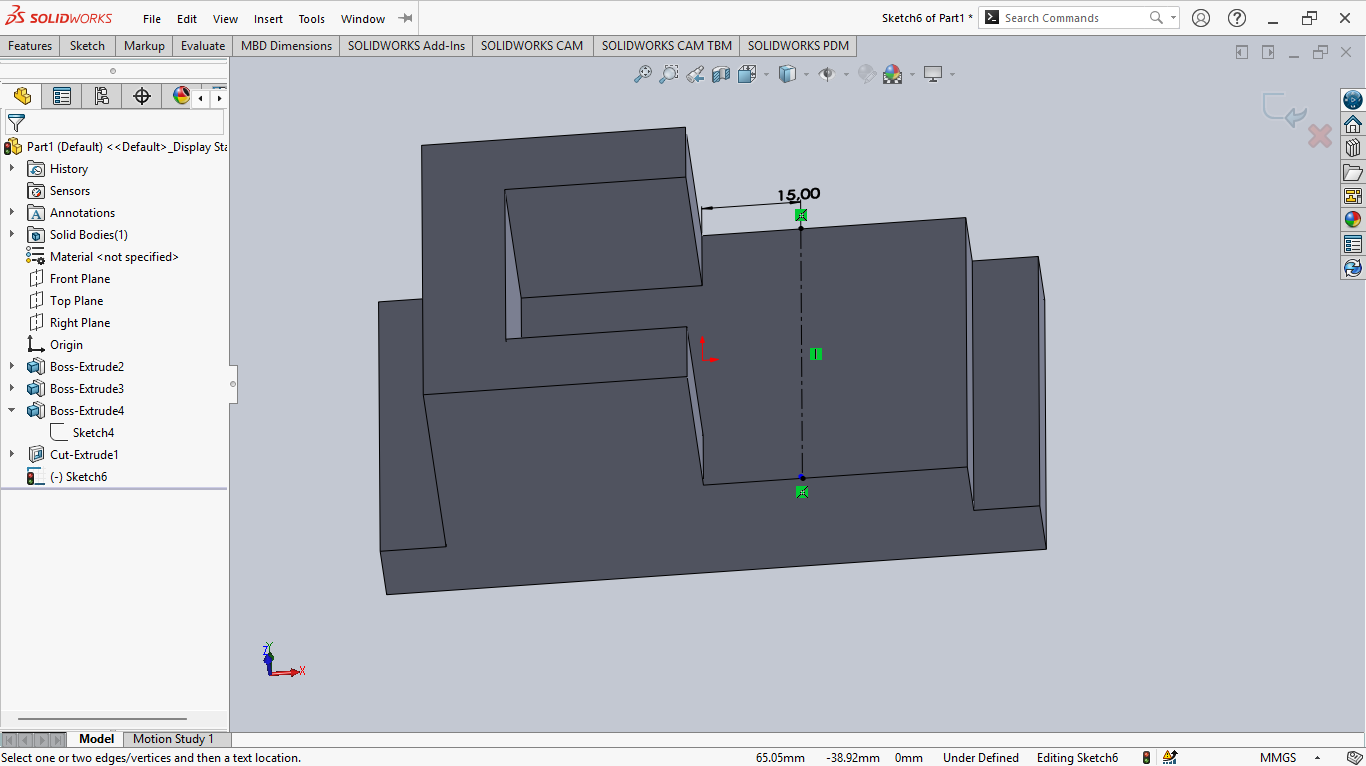 SOLIDWORKS File Edit View Insert Tools Window Sketch6 of Part1 * Search Commands
Features Sketch Markup Evaluate MBD Dimensions SOLIDWORKS Add-Ins SOLIDWORKS CAM SOLIDWORKS CAM TBM SOLIDWORKS PDM
Part1 (Default) <<Default>_Display Sta
History
Sensors
Annotations
Solid Bodies(1)
Material <not specified>
Front Plane
Top Plane
Right Plane
Origin
Boss-Extrude2
Boss-Extrude3
Boss-Extrude4
Sketch4
Cut-Extrude1
(-) Sketch6
15,00
Y
Z
X
Model Motion Study 1
Select one or two edges/vertices and then a text location. 65.05mm -38.92mm 0mm Under Defined Editing Sketch6 MMGS